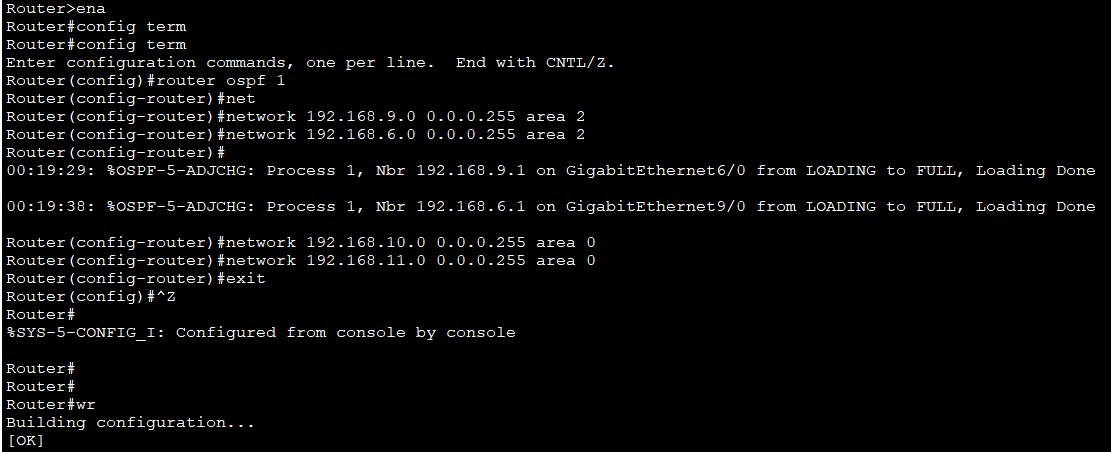 Router>ena
Router#config term
Router#config term
Enter configuration commands, one per line.  End with CNTL/Z.
Router(config)#router ospf 1
Router(config-router)#net
Router(config-router)#network 192.168.9.0 0.0.0.255 area 2
Router(config-router)#network 192.168.6.0 0.0.0.255 area 2
Router(config-router)#
00:19:29: %OSPF-5-ADJCHG: Process 1, Nbr 192.168.9.1 on GigabitEthernet6/0 from LOADING to FULL, Loading Done
00:19:38: %OSPF-5-ADJCHG: Process 1, Nbr 192.168.6.1 on GigabitEthernet9/0 from LOADING to FULL, Loading Done
Router(config-router)#network 192.168.10.0 0.0.0.255 area 0
Router(config-router)#network 192.168.11.0 0.0.0.255 area 0
Router(config-router)#exit
Router(config)#^Z
Router#
%SYS-5-CONFIG_I: Configured from console by console
Router#
Router#
Router#wr
Building configuration...
[OK]